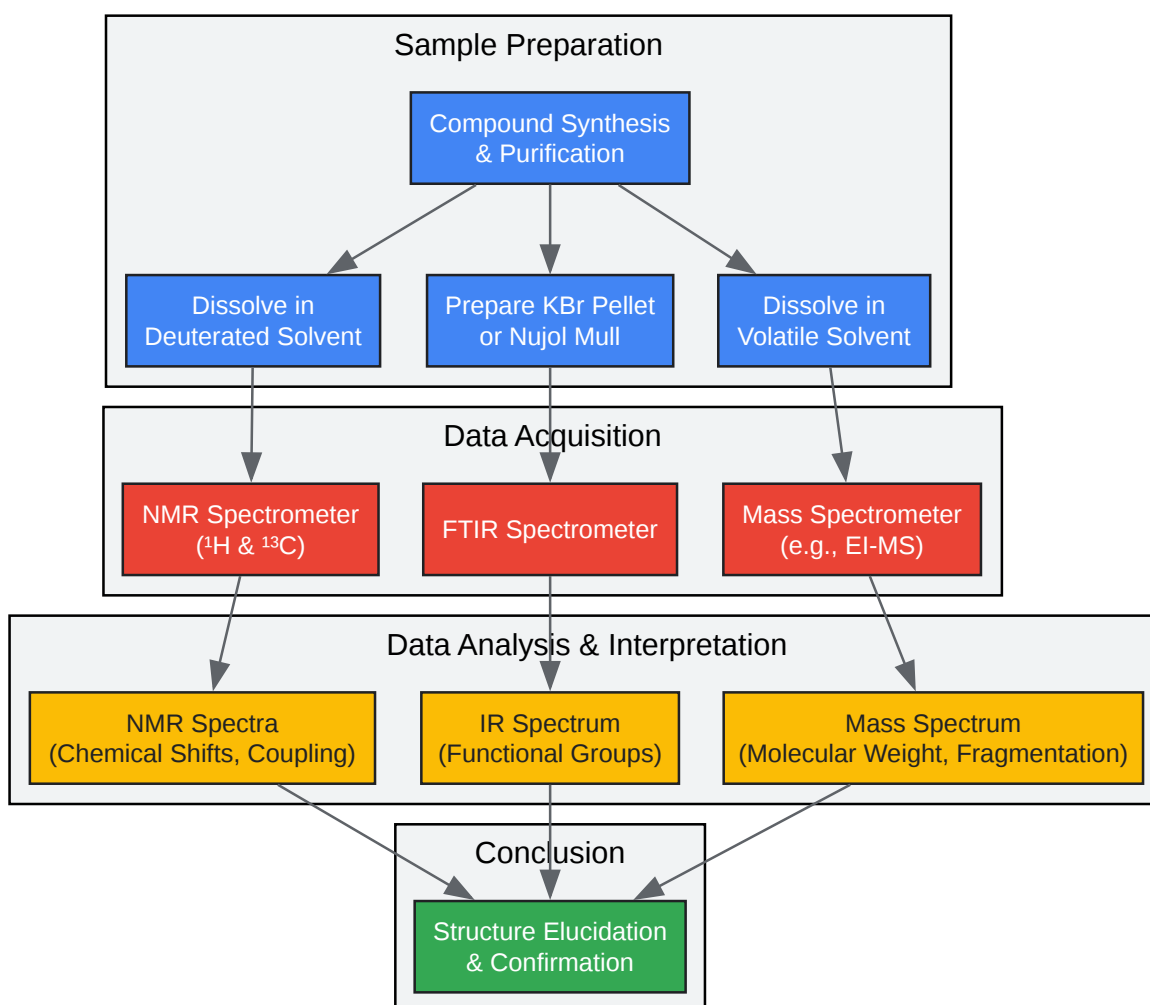 Sample Preparation
Compound Synthesis
& Purification
Dissolve in
Deuterated Solvent
Prepare KBr Pellet
or Nujol Mull
Dissolve in
Volatile Solvent
Data Acquisition
NMR Spectrometer
(¹H & ¹³C)
FTIR Spectrometer
Mass Spectrometer
(e.g., EI-MS)
Data Analysis & Interpretation
NMR Spectra
(Chemical Shifts, Coupling)
IR Spectrum
(Functional Groups)
Mass Spectrum
(Molecular Weight, Fragmentation)
Conclusion
Structure Elucidation
& Confirmation